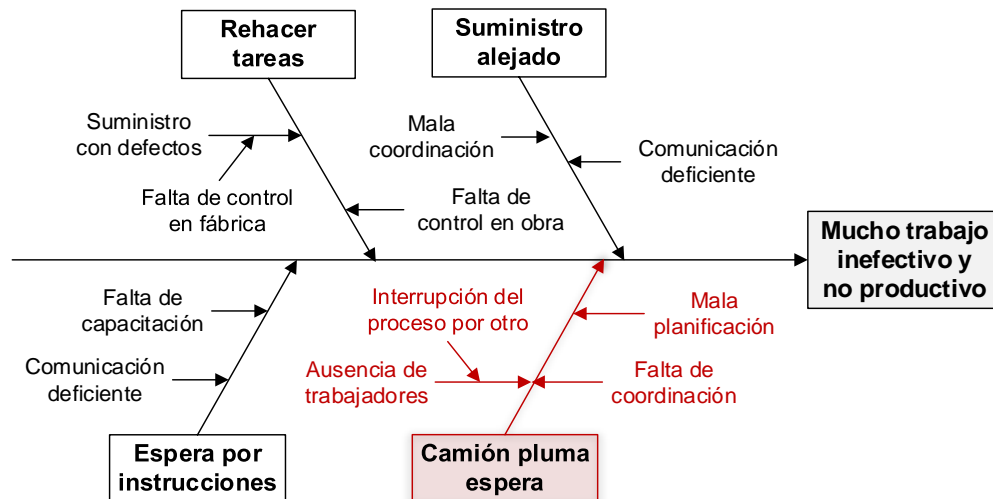 Rehacer
tareas
Suministro
alejado
Suministro
con defectos
Mala
coordinación
Comunicación
deficiente
Falta de control
en fábrica
Falta de
control en obra
Mucho trabajo
inefectivo y
no productivo
Falta de
capacitación
Interrupción del
proceso por otro
Mala
planificación
Comunicación
deficiente
Ausencia de
trabajadores
Falta de
coordinación
Espera por
instrucciones
Camión pluma
espera